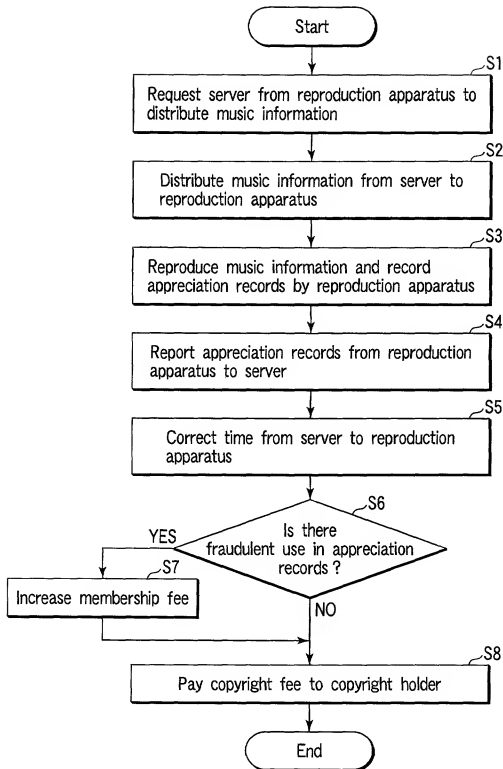 Start
S1
Request server from reproduction apparatus to
distribute music information
S2
Distribute music information from server to
reproduction apparatus
S3
Reproduce music information and record
appreciation records by reproduction apparatus
S4
Report appreciation records from reproduction
apparatus to server
S5
Correct time from server to reproduction
apparatus
S6
Is there
fraudulent use in appreciation
records ?
YES
S7
Increase membership fee
NO
S8
Pay copyright fee to copyright holder
End